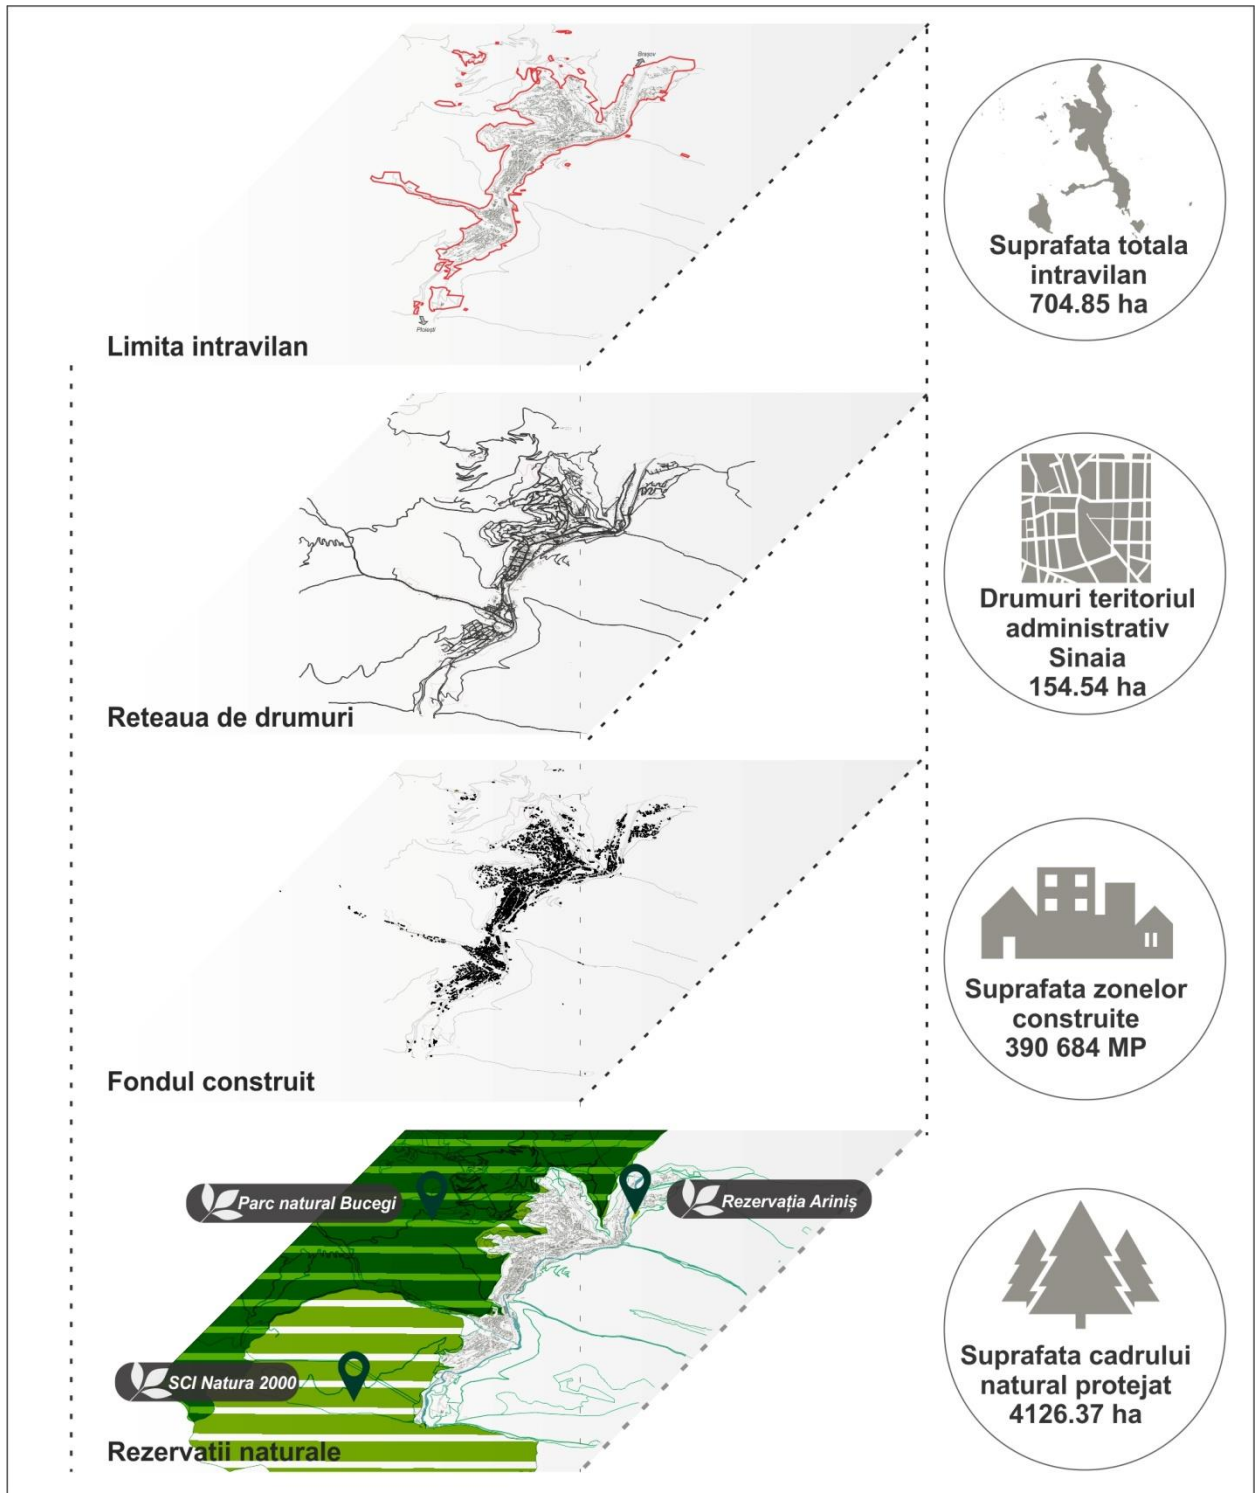 Brașov
Ploiești
Limita intravilan
Suprafata totala
intravilan
704.85 ha
Reteaua de drumuri
Drumuri teritoriul
administrativ
Sinaia
154.54 ha
Fondul construit
Suprafata zonelor
construite
390 684 MP
Parc natural Bucegi
Rezervația Ariniș
SCI Natura 2000
Rezervatii naturale
Suprafata cadrului
natural protejat
4126.37 ha